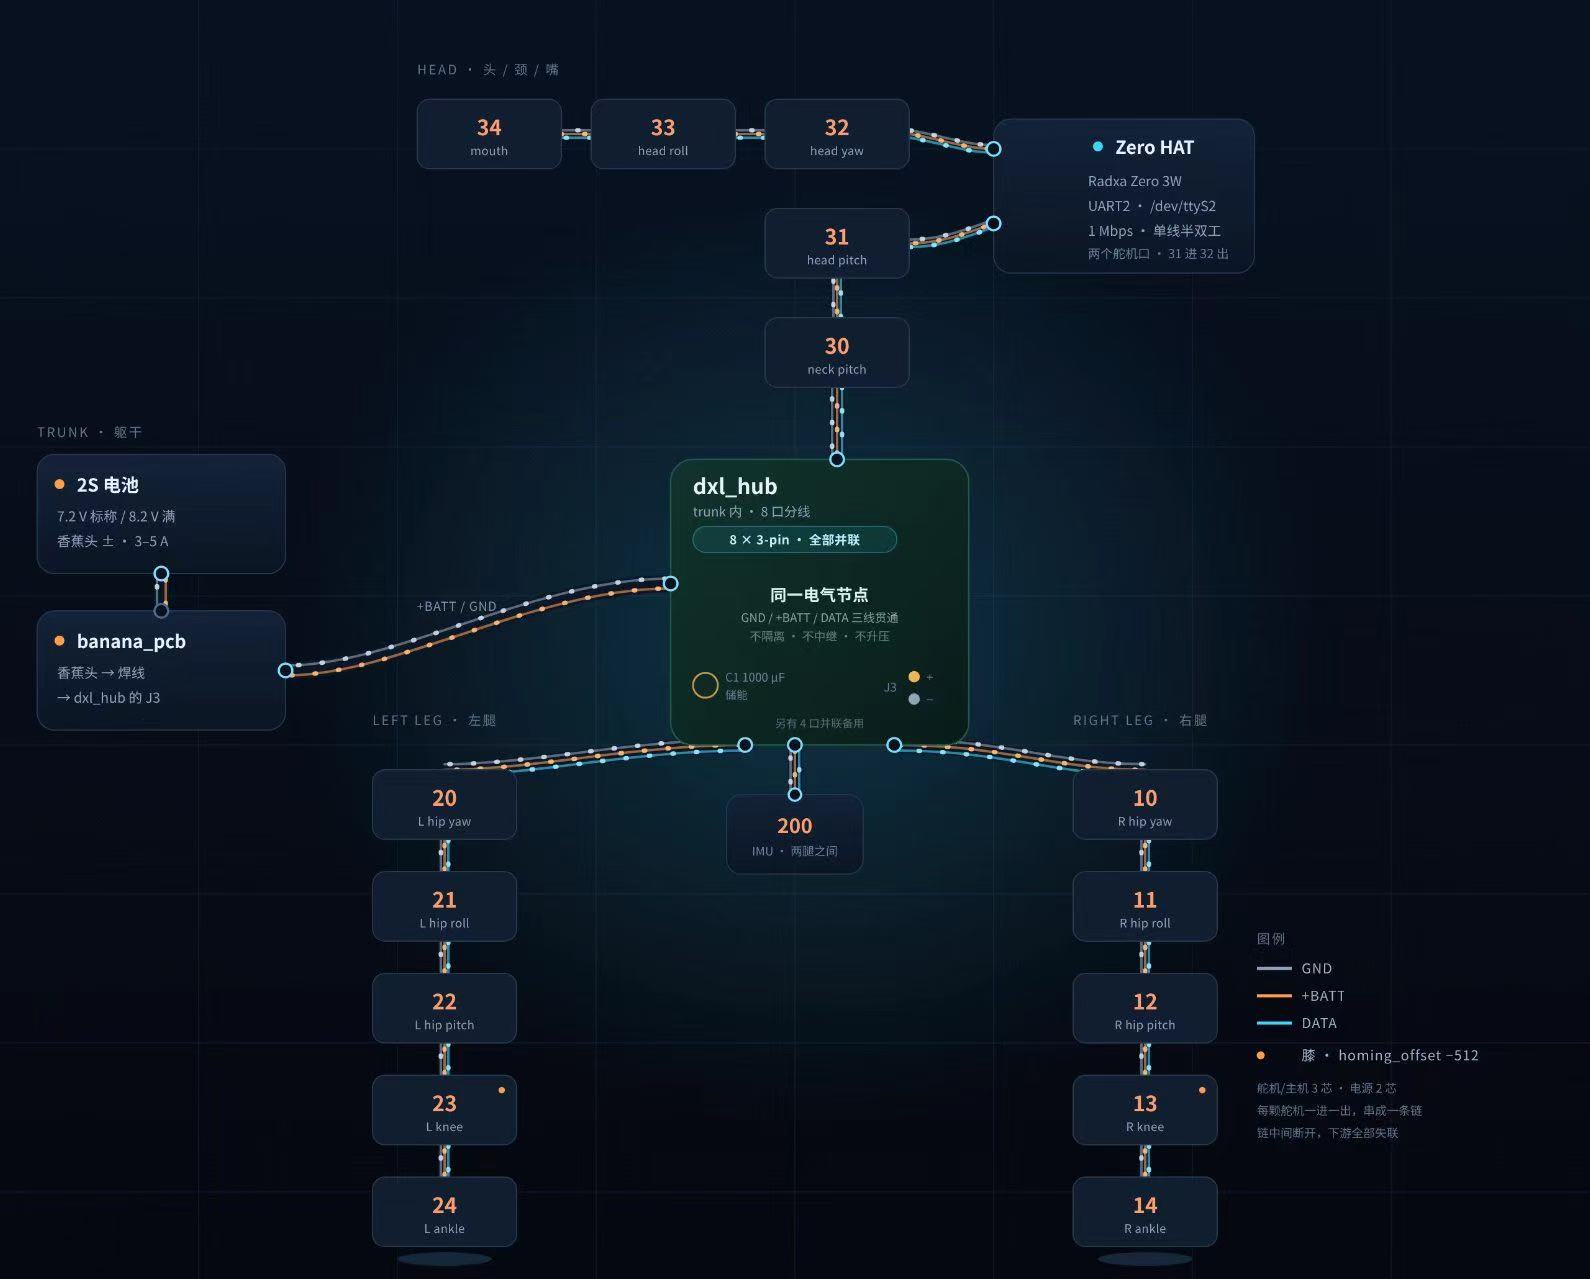 HEAD · 头 / 颈 / 嘴
34
mouth
33
head roll
32
head yaw
Zero HAT
Radxa Zero 3W
UART2 · /dev/ttyS2
1 Mbps · 单线半双工
两个舵机口 · 31 进 32 出
31
head pitch
30
neck pitch
TRUNK · 躯干
2S 电池
7.2 V 标称 / 8.2 V 满
香蕉头 ± · 3–5 A
banana_pcb
香蕉头 → 焊线
→ dxl_hub 的 J3
+BATT / GND
dxl_hub
trunk 内 · 8 口分线
8 × 3-pin · 全部并联
同一电气节点
GND / +BATT / DATA 三线贯通
不隔离 · 不中继 · 不升压
C1 1000 µF
储能
J3
+
−
另有 4 口并联备用
LEFT LEG · 左腿
20
L hip yaw
21
L hip roll
22
L hip pitch
23
L knee
24
L ankle
200
IMU · 两腿之间
RIGHT LEG · 右腿
10
R hip yaw
11
R hip roll
12
R hip pitch
13
R knee
14
R ankle
图例
GND
+BATT
DATA
膝 · homing_offset −512
舵机/主机 3 芯 · 电源 2 芯
每颗舵机一进一出，串成一条链
链中间断开，下游全部失联